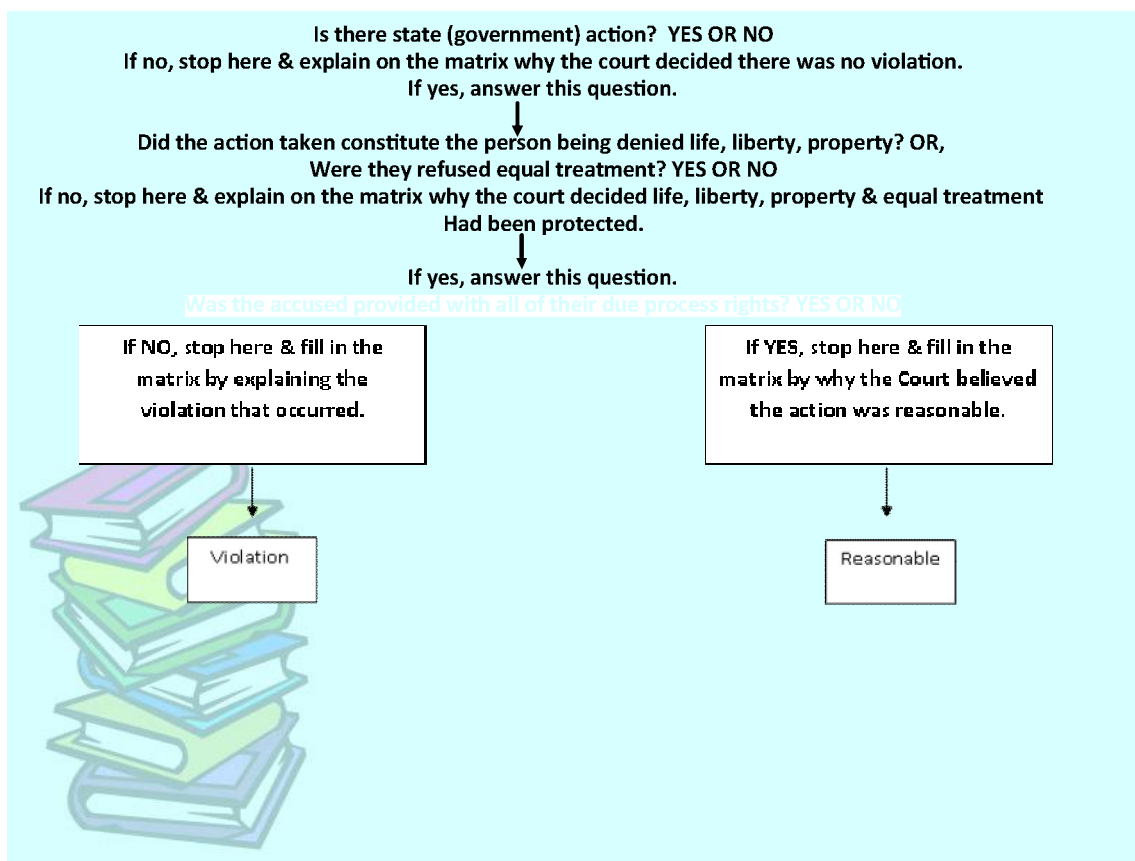 Is there state (government) action?  YES OR NO
If no, stop here & explain on the matrix why the court decided there was no violation.
If yes, answer this question.
Did the action taken constitute the person being denied life, liberty, property? OR,
Were they refused equal treatment? YES OR NO
If no, stop here & explain on the matrix why the court decided life, liberty, property & equal treatment
Had been protected.
If yes, answer this question.
Was the accused provided with all of their due process rights? YES OR NO
If NO, stop here & fill in the
matrix by explaining the
violation that occurred.
If YES, stop here & fill in the
matrix by why the Court believed
the action was reasonable.
Violation
Reasonable